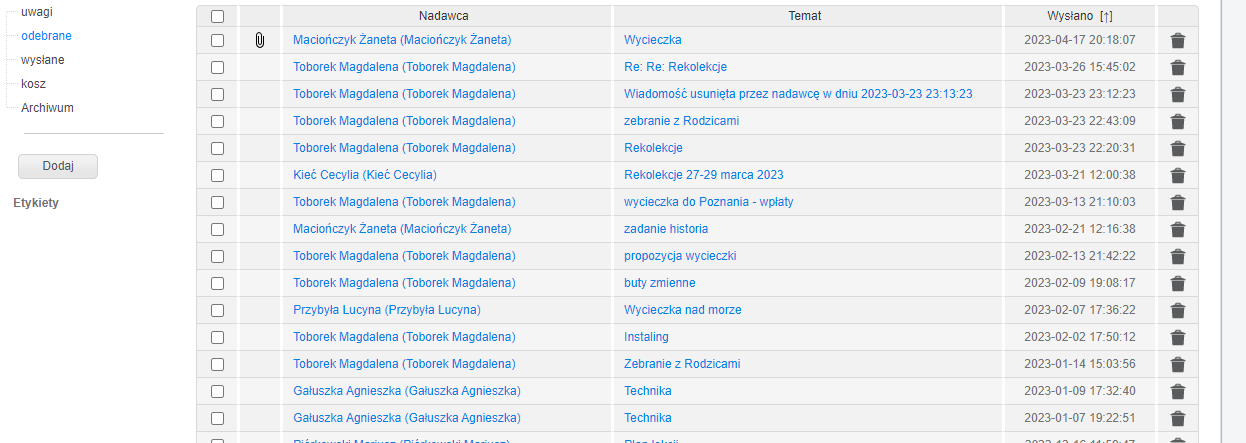 uwagi
odebrane
wysłane
kosz
Archiwum
Dodaj
Etykiety
Nadawca Temat Wysłano [↑]
Maciończyk Żaneta (Maciończyk Żaneta) Wycieczka 2023-04-17 20:18:07
Toborek Magdalena (Toborek Magdalena) Re: Re: Rekolekcje 2023-03-26 15:45:02
Toborek Magdalena (Toborek Magdalena) Wiadomość usunięta przez nadawcę w dniu 2023-03-23 23:13:23 2023-03-23 23:12:23
Toborek Magdalena (Toborek Magdalena) zebranie z Rodzicami 2023-03-23 22:43:09
Toborek Magdalena (Toborek Magdalena) Rekolekcje 2023-03-23 22:20:31
Kieć Cecylia (Kieć Cecylia) Rekolekcje 27-29 marca 2023 2023-03-21 12:00:38
Toborek Magdalena (Toborek Magdalena) wycieczka do Poznania - wpłaty 2023-03-13 21:10:03
Maciończyk Żaneta (Maciończyk Żaneta) zadanie historia 2023-02-21 12:16:38
Toborek Magdalena (Toborek Magdalena) propozycja wycieczki 2023-02-13 21:42:22
Toborek Magdalena (Toborek Magdalena) buty zmienne 2023-02-09 19:08:17
Przybyła Lucyna (Przybyła Lucyna) Wycieczka nad morze 2023-02-07 17:36:22
Toborek Magdalena (Toborek Magdalena) Instaling 2023-02-02 17:50:12
Toborek Magdalena (Toborek Magdalena) Zebranie z Rodzicami 2023-01-14 15:03:56
Gałuszka Agnieszka (Gałuszka Agnieszka) Technika 2023-01-09 17:32:40
Gałuszka Agnieszka (Gałuszka Agnieszka) Technika 2023-01-07 19:22:51